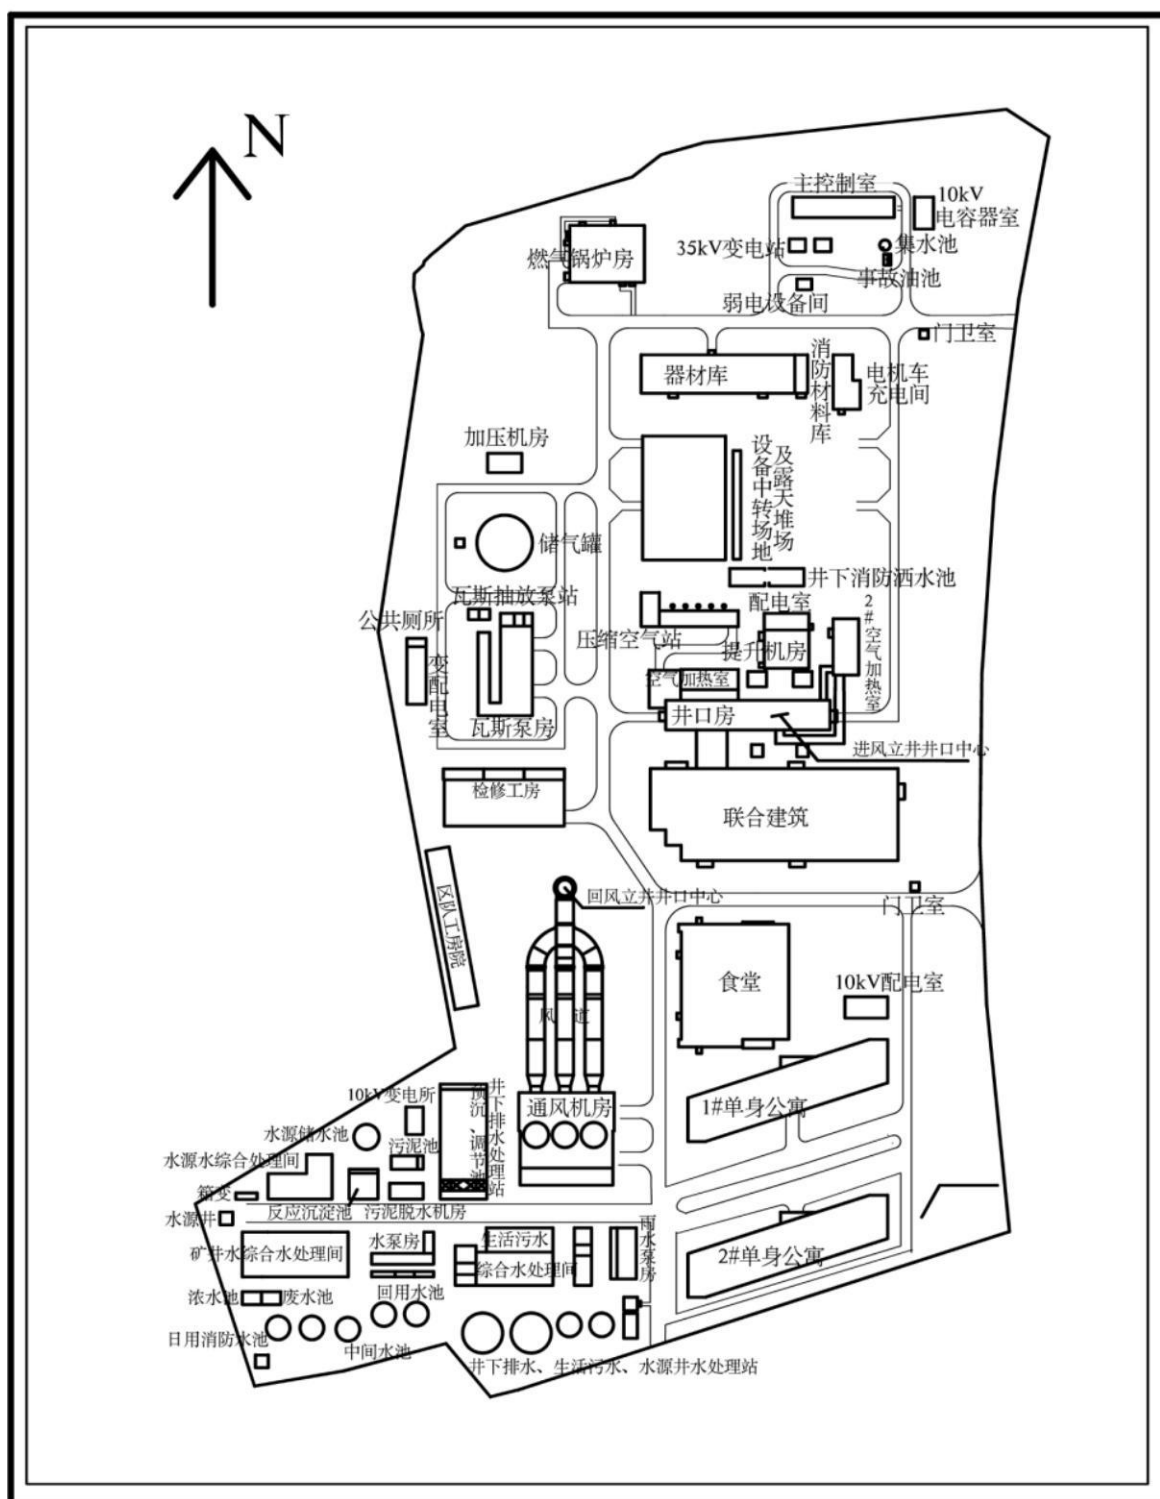 N
主控制室
10kV
电容器室
35kV变电站
集水池
燃气锅炉房
事故油池
弱电设备间
门卫室
器材库
消防材料库
电机车
充电间
加压机房
设备中转场地
及露天堆场
储气罐
井下消防洒水池
瓦斯抽放泵站
配电室
2#空气加热室
公共厕所
压缩空气站
提升机房
变配电室
空气加热室
井口房
瓦斯泵房
进风立井井口中心
检修工房
联合建筑
回风立井井口中心
门卫室
区队工房院
食堂
10kV配电室
风道
10kV变电所
井下排水处理站
预沉、调节池
通风机房
1#单身公寓
水源储水池
污泥池
水源水综合处理间
箱变
反应沉淀池
污泥脱水机房
水源井
雨水泵房
矿井水综合水处理间
水泵房
生活污水
综合水处理间
2#单身公寓
浓水池
废水池
回用水池
日用消防水池
中间水池
井下排水、生活污水、水源井水处理站